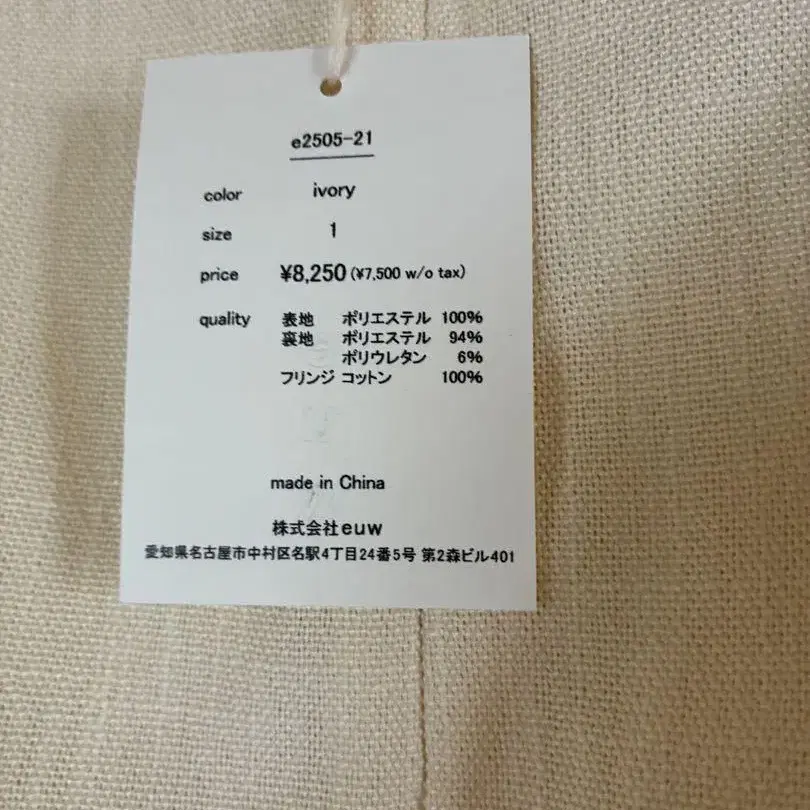 e2505-21
color ivory
size 1
price ¥8,250 (¥7,500 w/o tax)
quality 表地 ポリエステル 100%
裏地 ポリエステル 94%
ポリウレタン 6%
フリンジ コットン 100%
made in China
株式会社euw
愛知県名古屋市中村区名駅4丁目24番5号 第2森ビル401